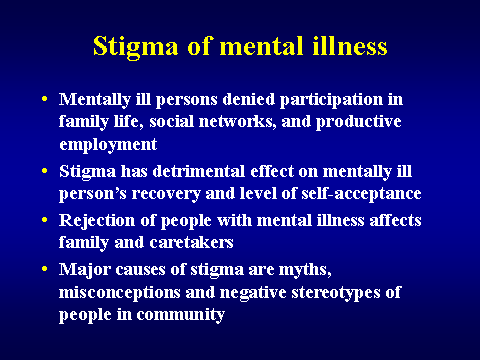 Stigma of mental illness
• Mentally ill persons denied participation in
family life, social networks, and productive
employment
• Stigma has detrimental effect on mentally ill
person's recovery and level of self-acceptance
• Rejection of people with mental illness affects
family and caretakers
• Major causes of stigma are myths,
misconceptions and negative stereotypes of
people in community